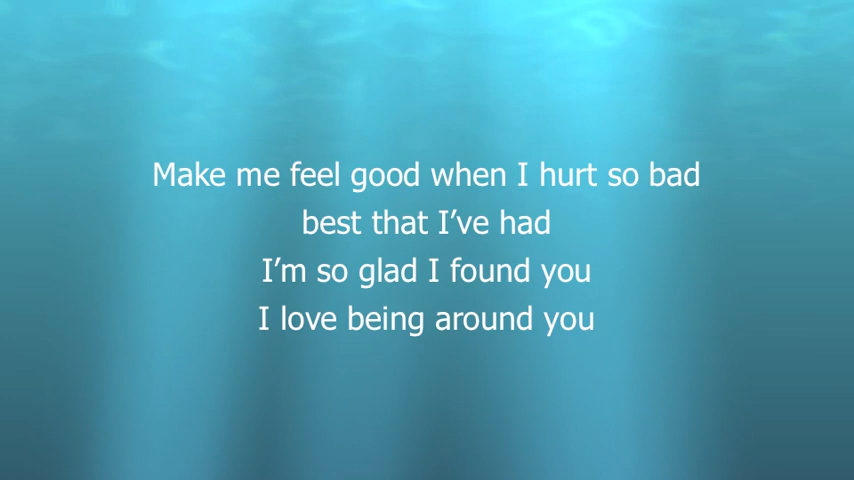 Make me feel good when I hurt so bad
best that I’ve had
I’m so glad I found you
I love being around you